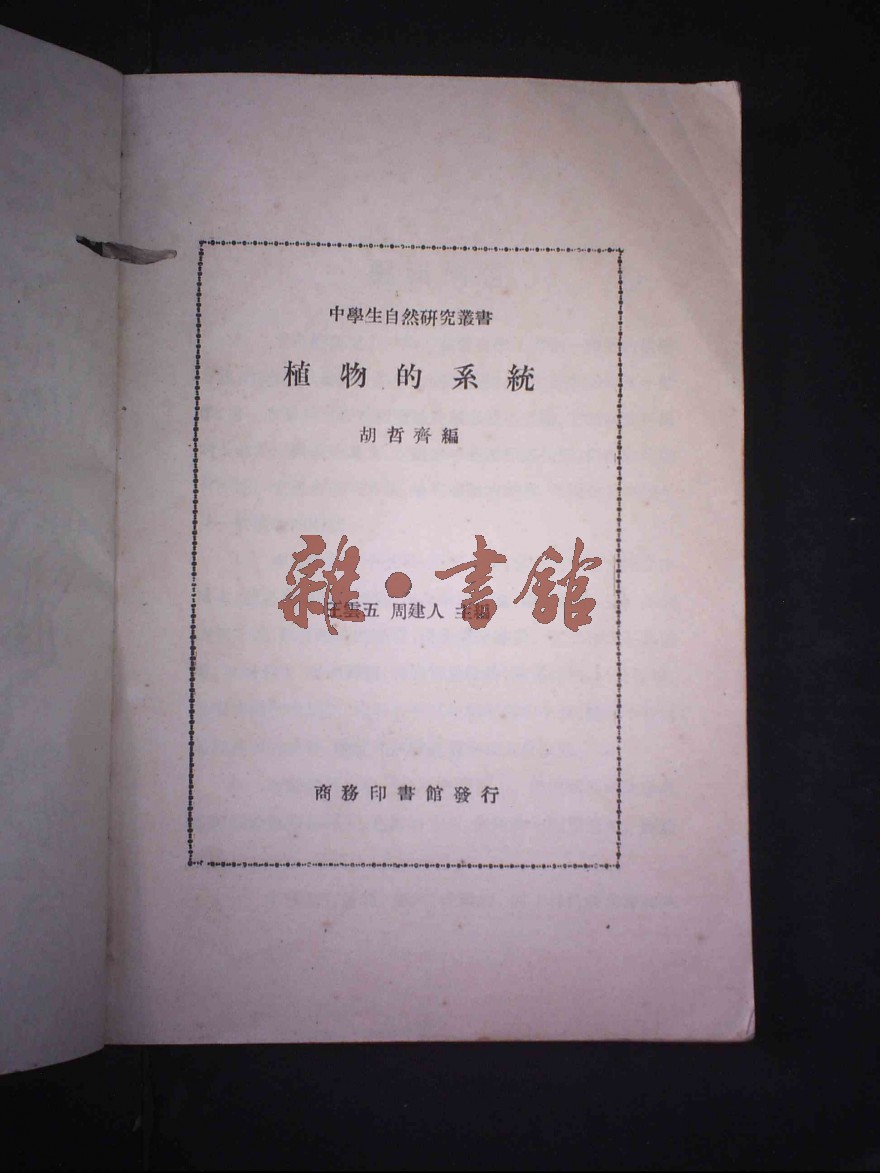 中學生自然研究叢書
植物的系統
胡哲齊編
雜·書館
王雲五 周建人 主編
商務印書館發行